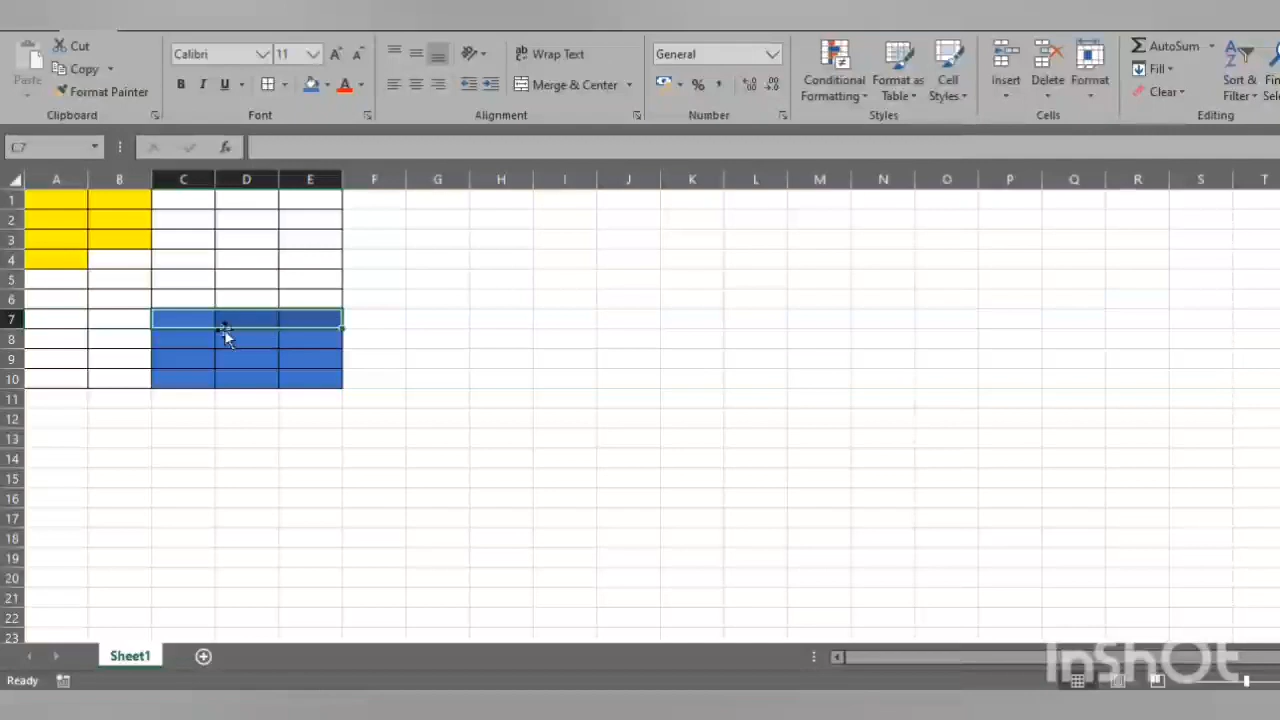 Cut
Copy
Format Painter
Paste
Clipboard
Calibri 11
B I U
Font
Wrap Text
Merge & Center
Alignment
General
%
Number
Conditional Formatting
Format as Table
Cell Styles
Styles
Insert
Delete
Format
Cells
AutoSum
Fill
Clear
Sort & Filter
Editing
C7
fx
A B C D E F G H I J K L M N O P Q R S T
1
2
3
4
5
6
7
8
9
10
11
12
13
14
15
16
17
18
19
20
21
22
23
Sheet1
Ready
InShOt